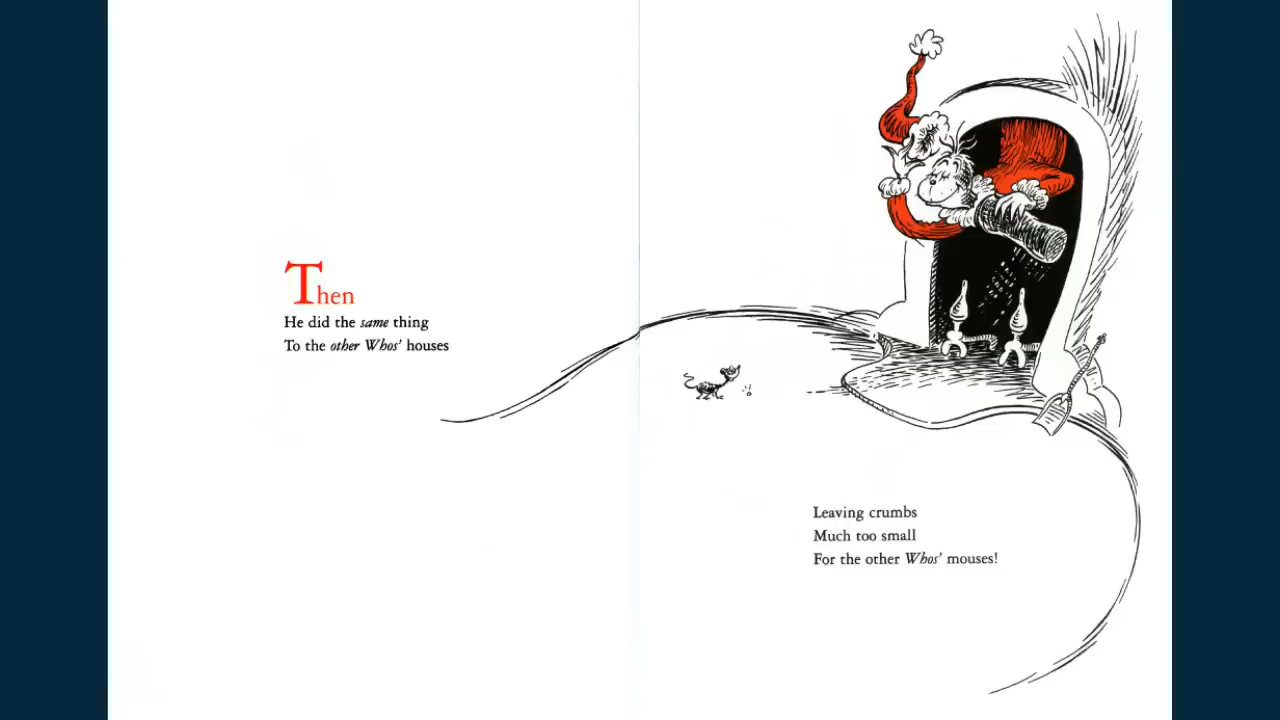 Then
He did the same thing
To the other Whos' houses
Leaving crumbs
Much too small
For the other Whos' mouses!